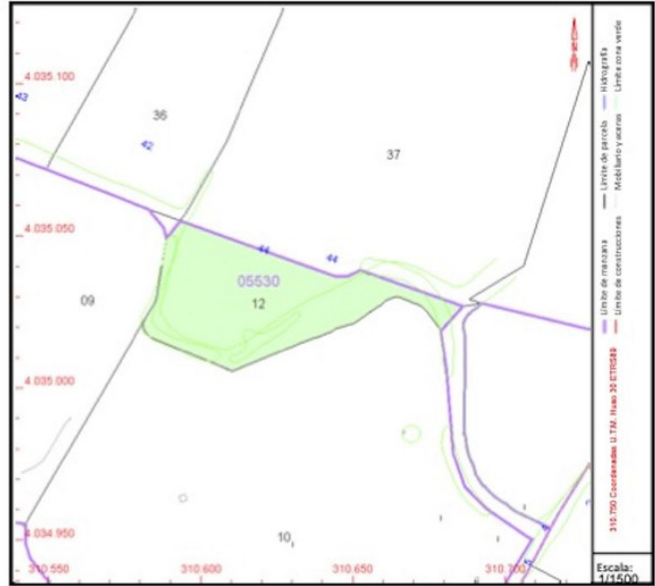 4.035.100
43
36
42
37
4.035.050
44
44
05530
12
09
4.035.000
4.034.950
10
310.550
310.600
310.650
310.700
310.750 Coordenadas U.T.M. Huso 30 ETRS89
Límite de manzana
Límite de construcciones
Límite de parcela
Mobiliario y aceras
Hidrografía
Límite zona verde
Escala:
1/1500